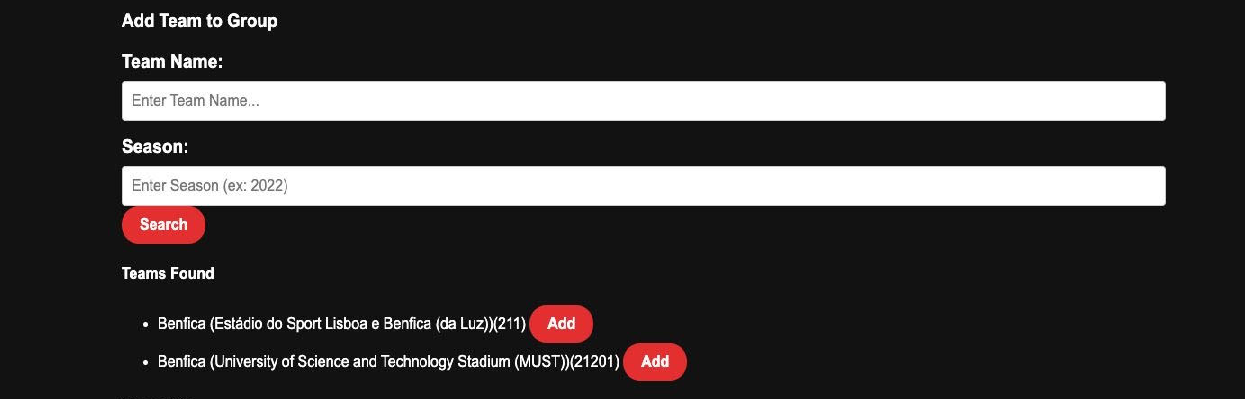 Add Team to Group
Team Name:
Enter Team Name...
Season:
Enter Season (ex: 2022)
Search
Teams Found
Benfica (Estádio do Sport Lisboa e Benfica (da Luz))(211) Add
Benfica (University of Science and Technology Stadium (MUST))(21201) Add